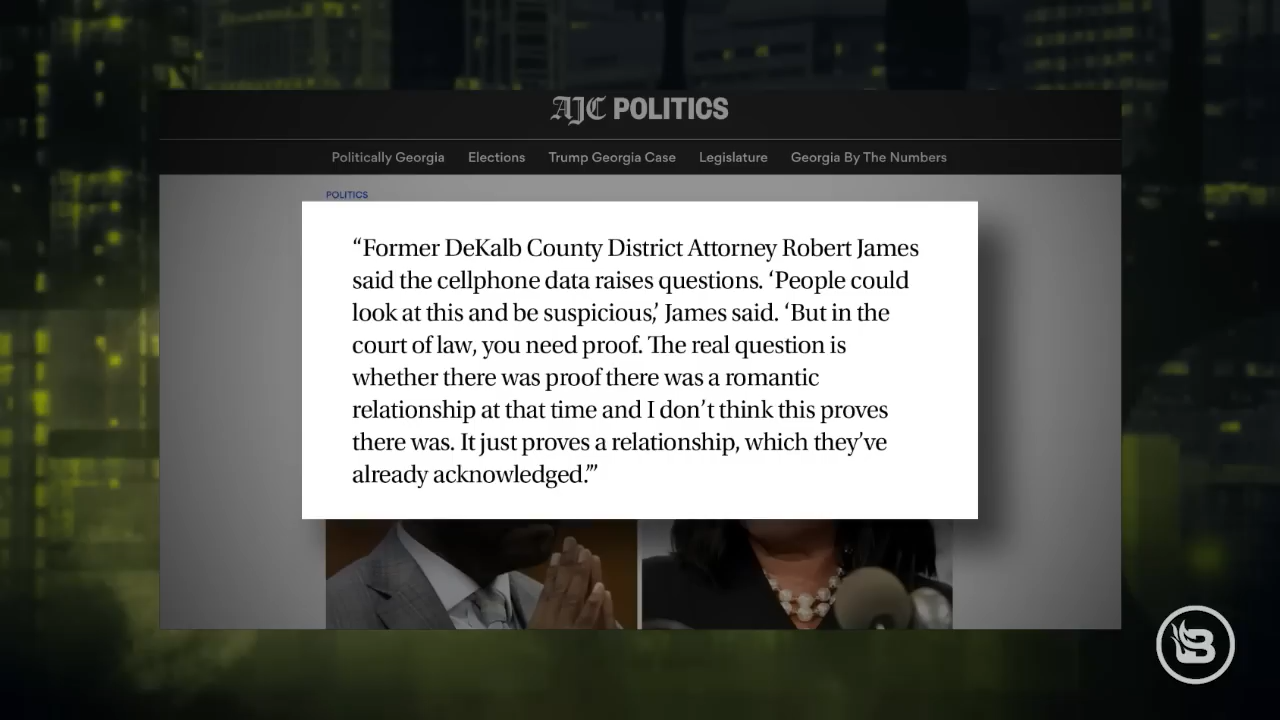 AJC POLITICS
Politically Georgia Elections Trump Georgia Case Legislature Georgia By The Numbers
POLITICS
“Former DeKalb County District Attorney Robert James
said the cellphone data raises questions. ‘People could
look at this and be suspicious,’ James said. ‘But in the
court of law, you need proof. The real question is
whether there was proof there was a romantic
relationship at that time and I don’t think this proves
there was. It just proves a relationship, which they’ve
already acknowledged.’”
B